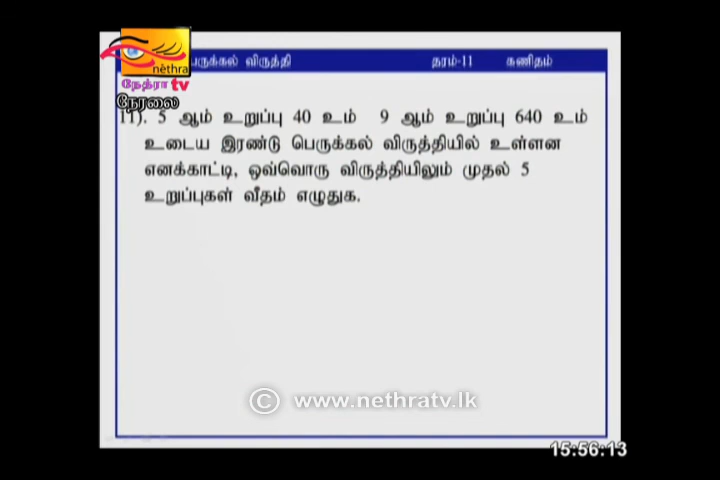 nethra
நேத்ரா tv
நேரலை
பருக்கல் விருத்தி தரம்-11 கணிதம்
11). 5 ஆம் உறுப்பு 40 உம் 9 ஆம் உறுப்பு 640 உம்
உடைய இரண்டு பெருக்கல் விருத்தியில் உள்ளன
எனக்காட்டி, ஒவ்வொரு விருத்தியிலும் முதல் 5
உறுப்புகள் வீதம் எழுதுக.
© www.nethratv.lk
15:56:13